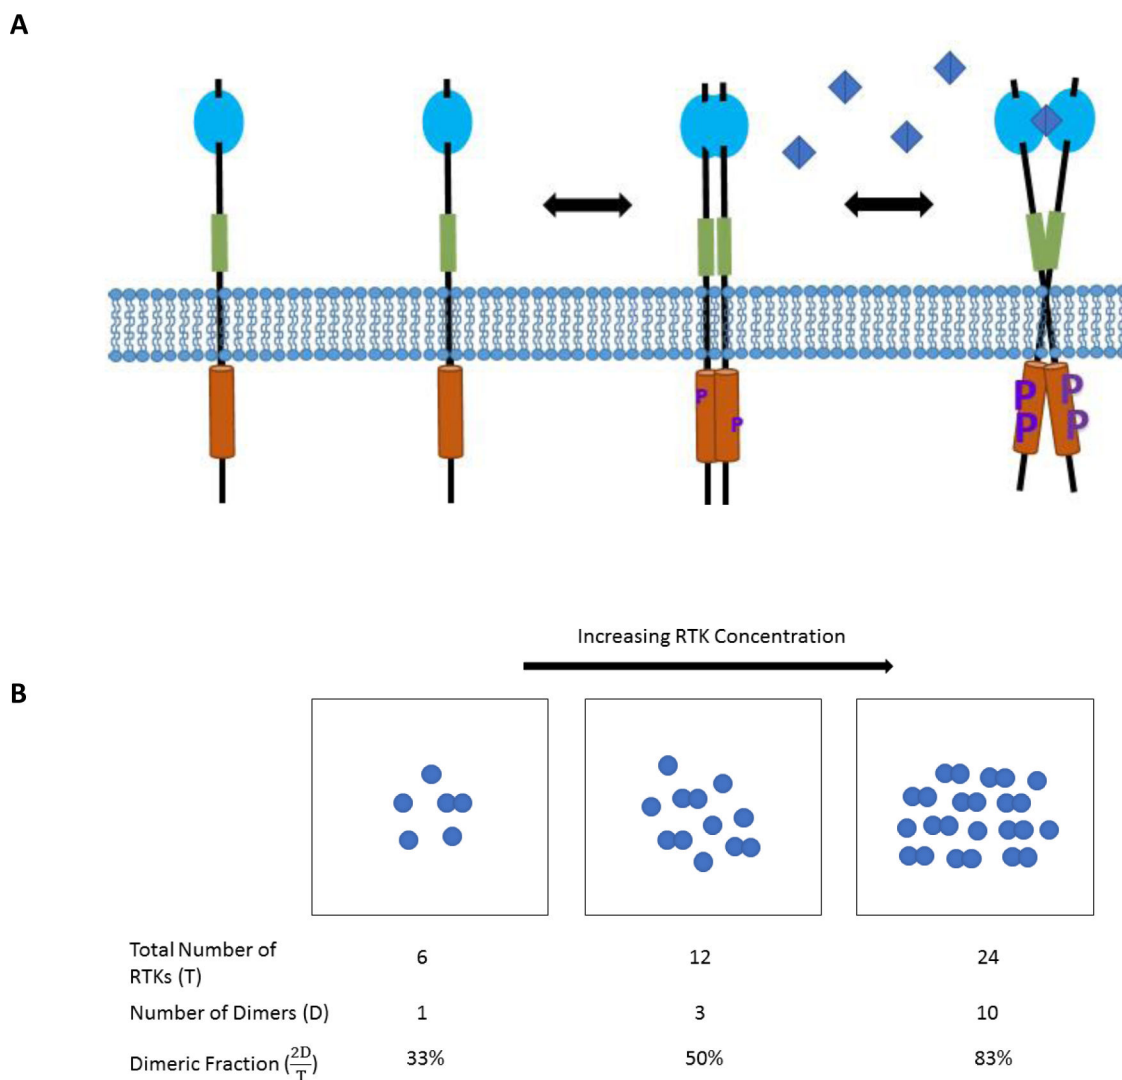 A
P
P
P P
P P
Increasing RTK Concentration
B
Total Number of
RTKs (T)
6 12 24
Number of Dimers (D) 1 3 10
Dimeric Fraction (2D/T) 33% 50% 83%